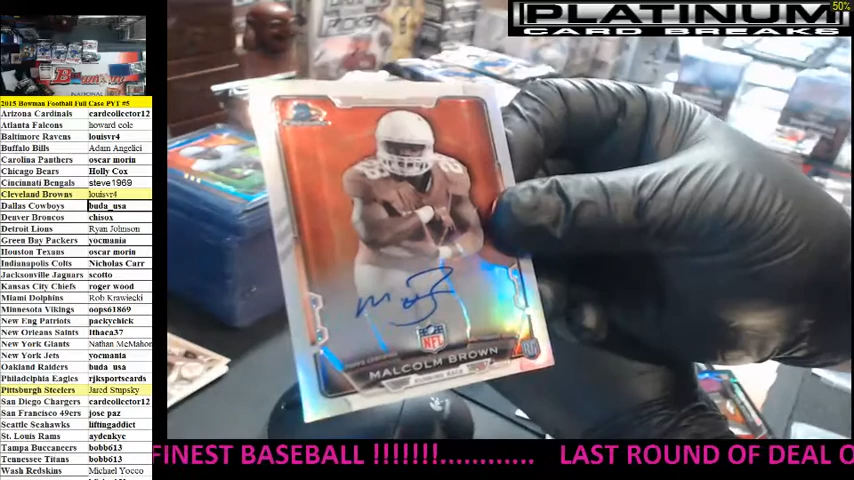 PLATINUM
CARD BREAKS
50%
2015 Bowman Football Full Case PYT #5
Arizona Cardinals cardcollector12
Atlanta Falcons howard cole
Baltimore Ravens louisvr4
Buffalo Bills Adam Angelici
Carolina Panthers oscar morin
Chicago Bears Holly Cox
Cincinnati Bengals steve1969
Cleveland Browns louisvr4
Dallas Cowboys buda_usa
Denver Broncos chisox
Detroit Lions Ryan Johnson
Green Bay Packers yocmania
Houston Texans oscar morin
Indianapolis Colts Nicholas Carr
Jacksonville Jaguars scotto
Kansas City Chiefs roger wood
Miami Dolphins Rob Krawiecki
Minnesota Vikings oops61869
New Eng Patriots packychick
New Orleans Saints Ithaca37
New York Giants Nathan McMahon
New York Jets yocmania
Oakland Raiders buda_usa
Philadelphia Eagles rjksportscards
Pittsburgh Steelers Jared Stupsky
San Diego Chargers cardcollector12
San Francisco 49ers jose paz
Seattle Seahawks liftingaddict
St. Louis Rams aydenkyc
Tampa Buccaneers bobb613
Tennessee Titans bobb613
Wash Redskins Michael Yocco
NFL
MALCOLM BROWN
RUNNING BACK
FINEST BASEBALL !!!!!!!............. LAST ROUND OF DEAL O